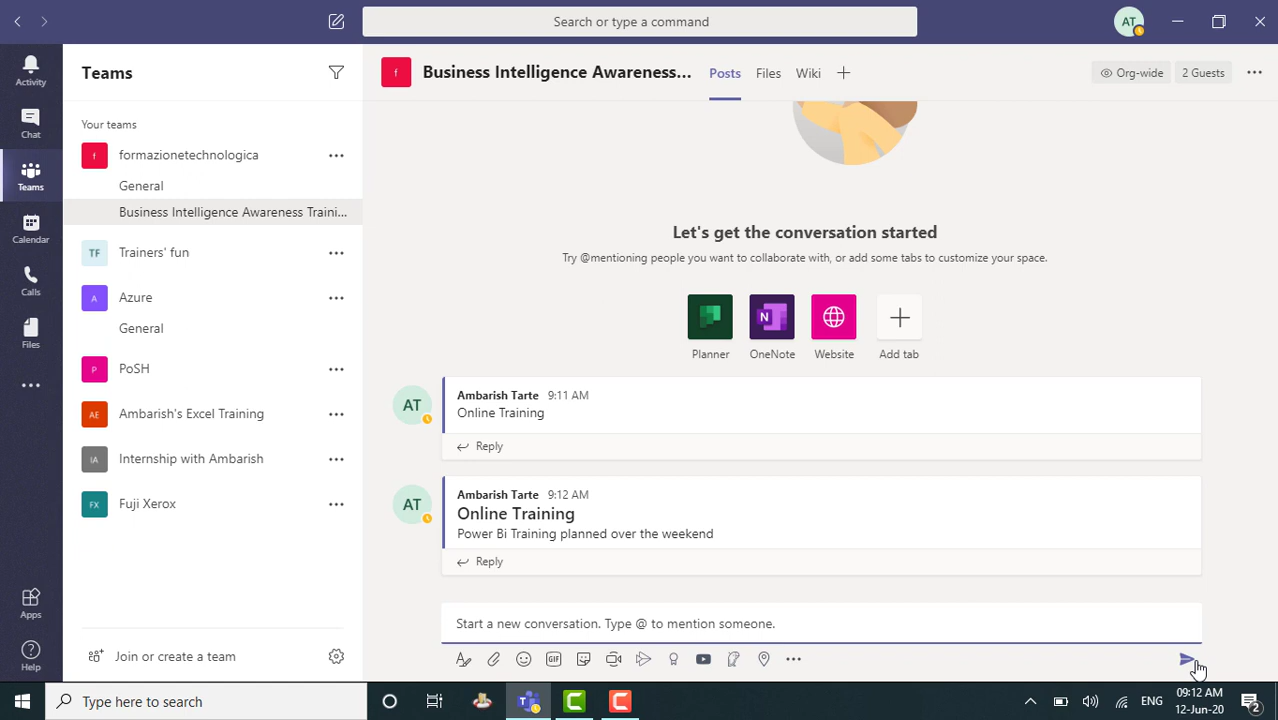 Search or type a command
AT
Activity
Chat
Teams
Calendar
Calls
Files
Apps
Help
Teams
Your teams
f formazionetechnologica
General
Business Intelligence Awareness Traini...
TF Trainers' fun
A Azure
General
P PoSH
AE Ambarish's Excel Training
IA Internship with Ambarish
FX Fuji Xerox
Join or create a team
f Business Intelligence Awareness... Posts Files Wiki
Org-wide 2 Guests
Let's get the conversation started
Try @mentioning people you want to collaborate with, or add some tabs to customize your space.
N
Planner OneNote Website Add tab
AT Ambarish Tarte 9:11 AM
Online Training
Reply
AT Ambarish Tarte 9:12 AM
Online Training
Power Bi Training planned over the weekend
Reply
Start a new conversation. Type @ to mention someone.
GIF
Type here to search
T
C
C
ENG
09:12 AM
12-Jun-20
2